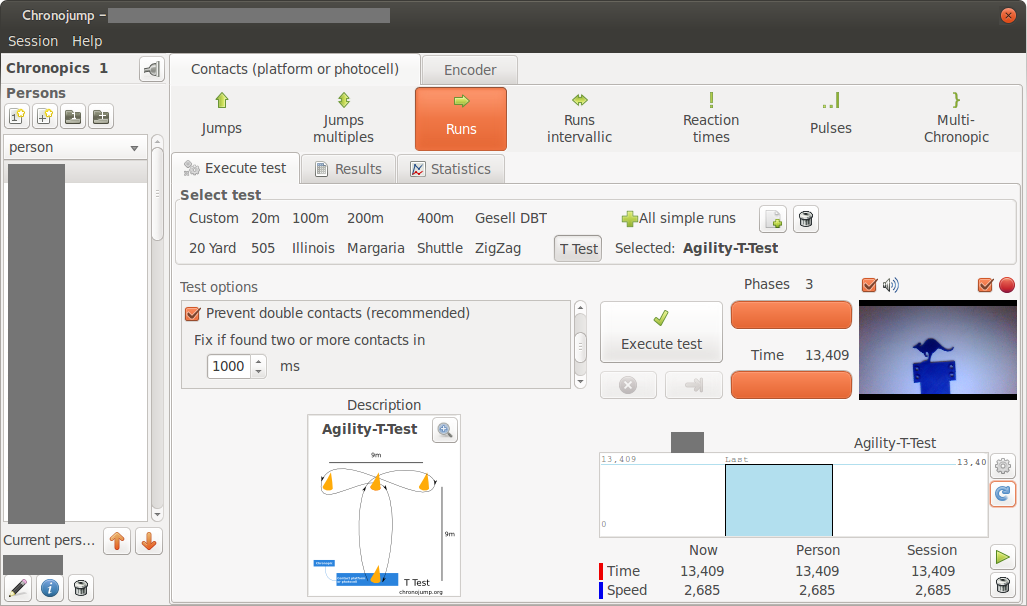 Chronojump –
Session Help
Chronopics 1
Persons
person
Current pers...
Contacts (platform or photocell) Encoder
Jumps Jumps multiples Runs Runs intervallic Reaction times Pulses Multi-Chronopic
Execute test Results Statistics
Select test
Custom 20m 100m 200m 400m Gesell DBT All simple runs
20 Yard 505 Illinois Margaria Shuttle ZigZag T Test Selected: Agility-T-Test
Test options
Prevent double contacts (recommended)
Fix if found two or more contacts in
1000 ms
Execute test
Phases 3
Time 13,409
Description
Agility-T-Test
9m
9m
Chronopic
contact platform
or photocell
T Test
chronojump.org
Agility-T-Test
13,409 Last 13,40
0
Now Person Session
Time 13,409 13,409 13,409
Speed 2,685 2,685 2,685